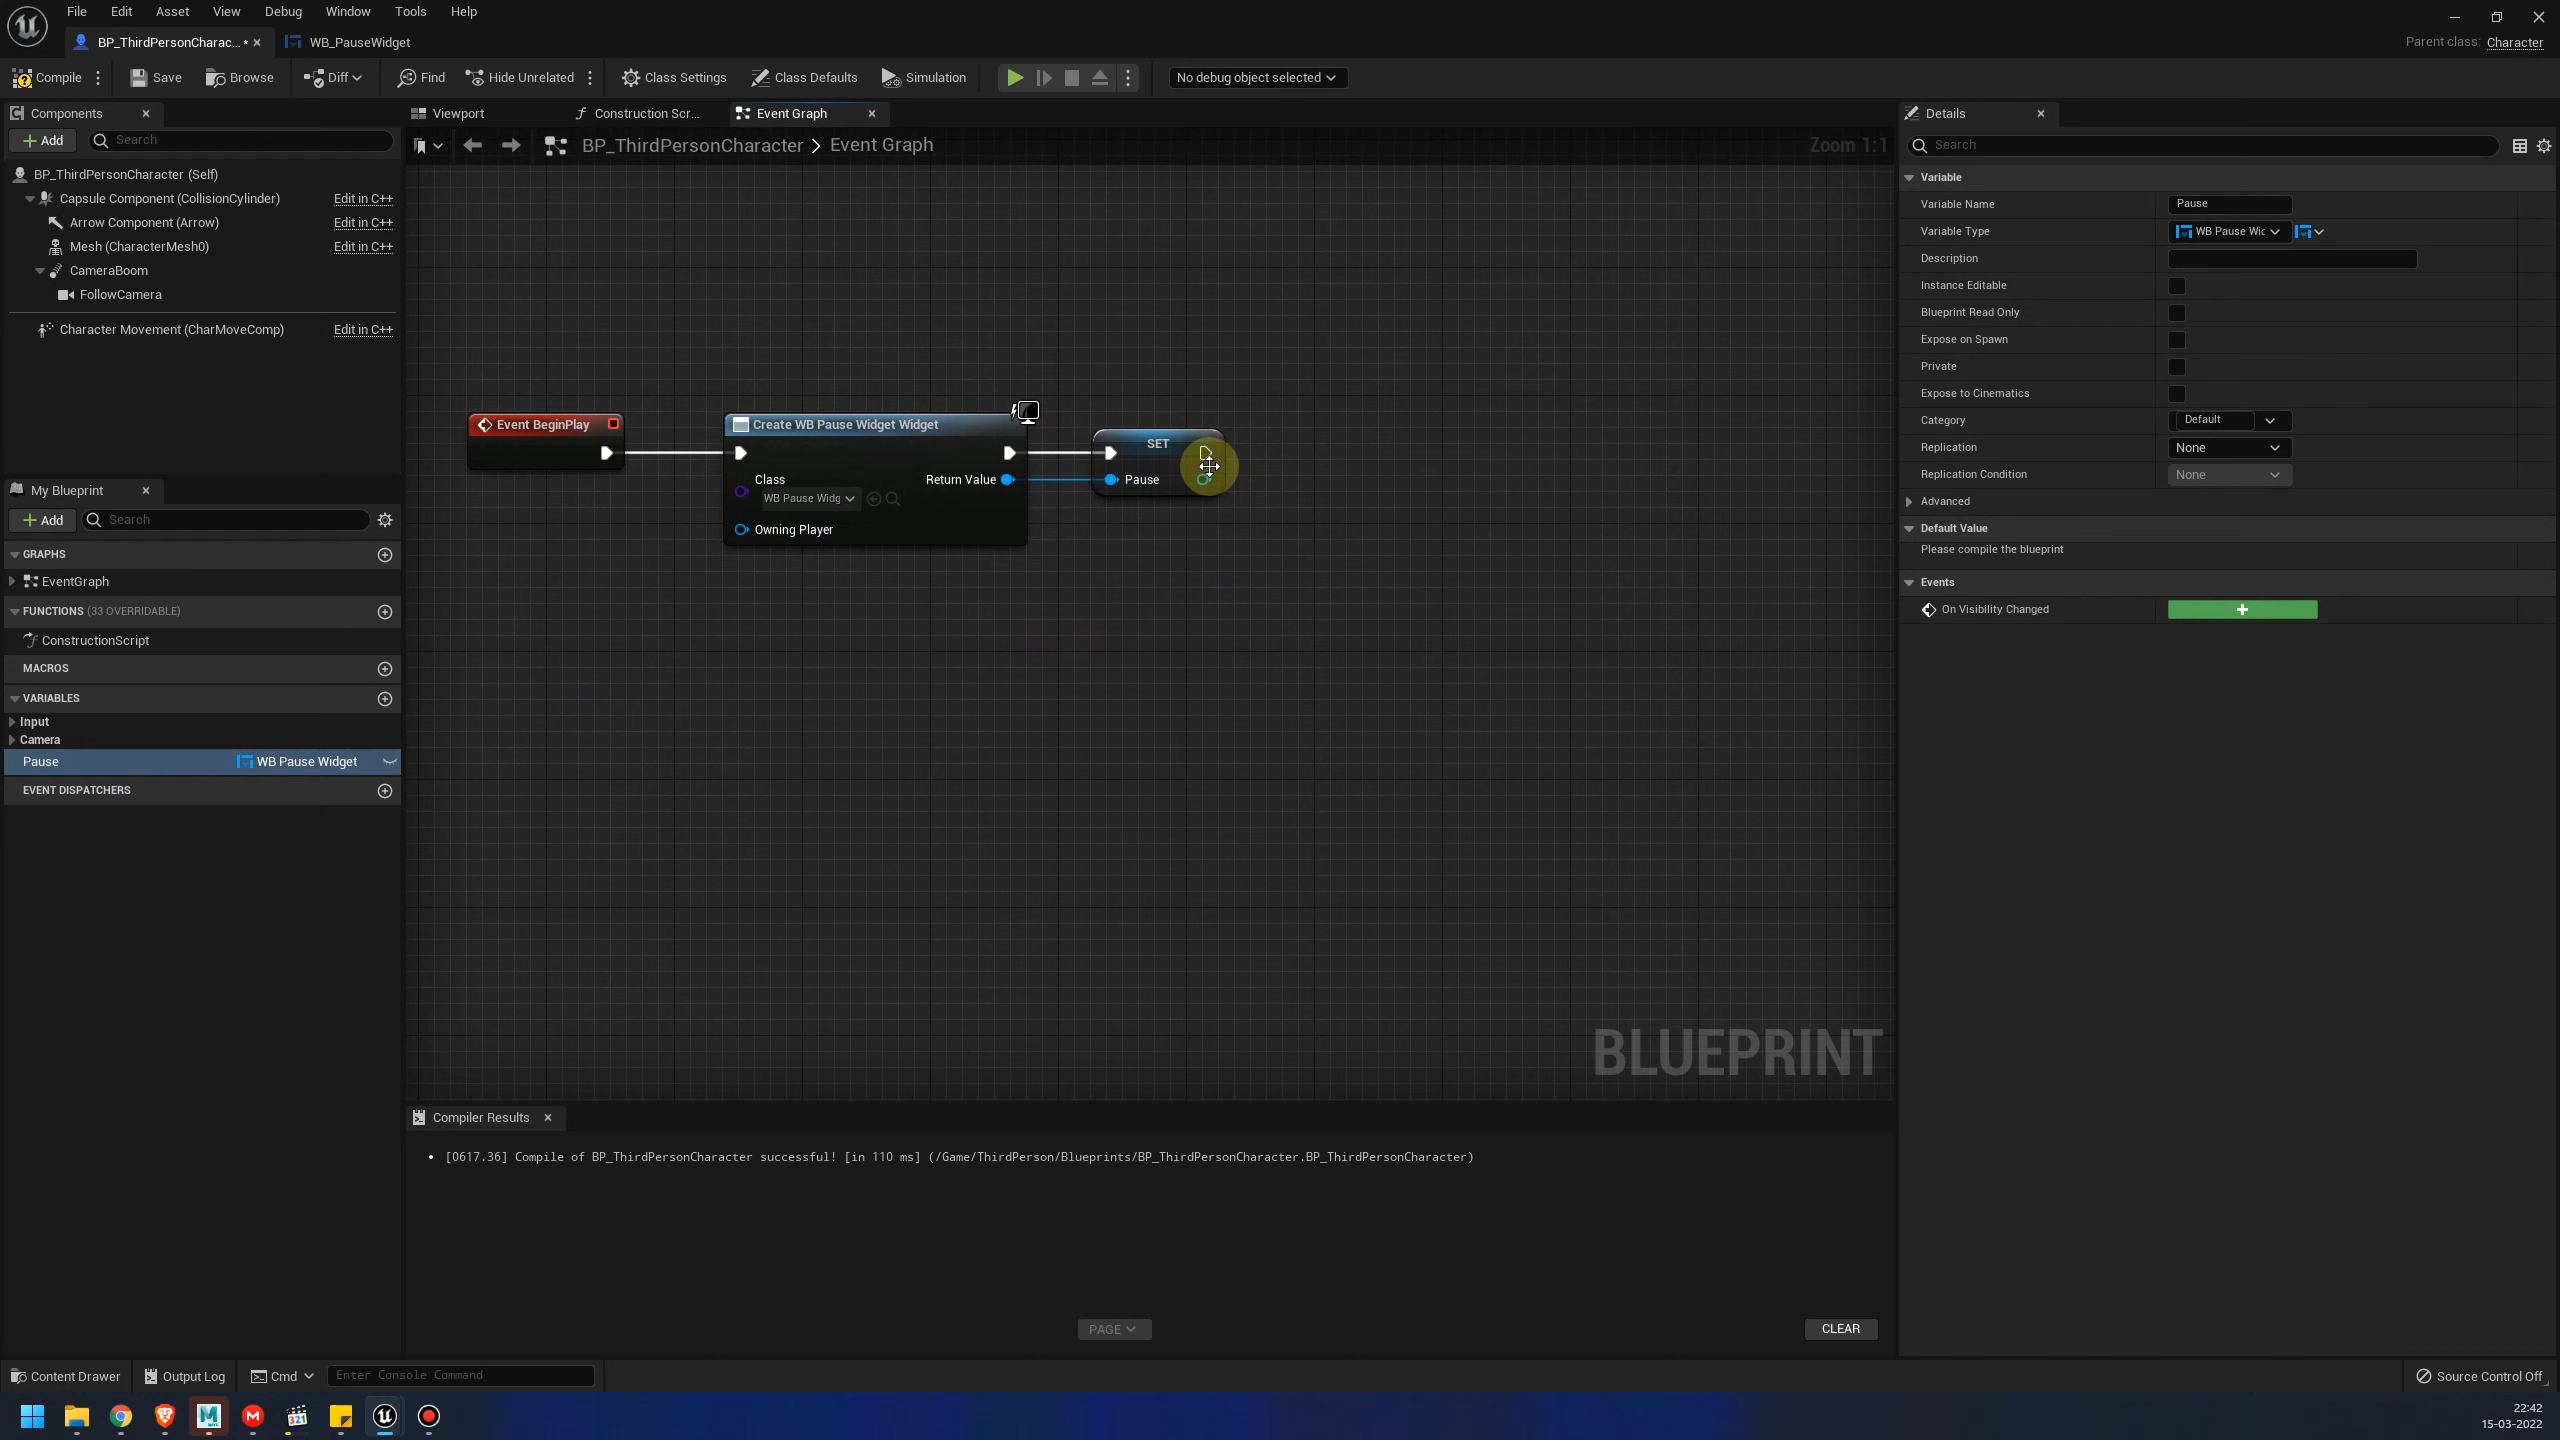 File Edit Asset View Debug Window Tools Help
BP_ThirdPersonCharac... • WB_PauseWidget
Parent class: Character
Compile Save Browse Diff Find Hide Unrelated Class Settings Class Defaults Simulation No debug object selected
Components
Add Search
BP_ThirdPersonCharacter (Self)
Capsule Component (CollisionCylinder) Edit in C++
Arrow Component (Arrow) Edit in C++
Mesh (CharacterMesh0) Edit in C++
CameraBoom
FollowCamera
Character Movement (CharMoveComp) Edit in C++
My Blueprint
Add Search
GRAPHS
EventGraph
FUNCTIONS (33 OVERRIDABLE)
ConstructionScript
MACROS
VARIABLES
Input
Camera
Pause WB Pause Widget
EVENT DISPATCHERS
Viewport Construction Scr... Event Graph
BP_ThirdPersonCharacter > Event Graph Zoom 1:1
Event BeginPlay
Create WB Pause Widget Widget
Class Return Value
WB Pause Widg
Owning Player
SET
Pause
BLUEPRINT
Compiler Results
• [0617.36] Compile of BP_ThirdPersonCharacter successful! [in 110 ms] (/Game/ThirdPerson/Blueprints/BP_ThirdPersonCharacter.BP_ThirdPersonCharacter)
PAGE CLEAR
Details
Search
Variable
Variable Name Pause
Variable Type WB Pause Wic
Description
Instance Editable
Blueprint Read Only
Expose on Spawn
Private
Expose to Cinematics
Category Default
Replication None
Replication Condition None
Advanced
Default Value
Please compile the blueprint
Events
On Visibility Changed
Content Drawer Output Log Cmd Enter Console Command Source Control Off
321
22:42
15-03-2022